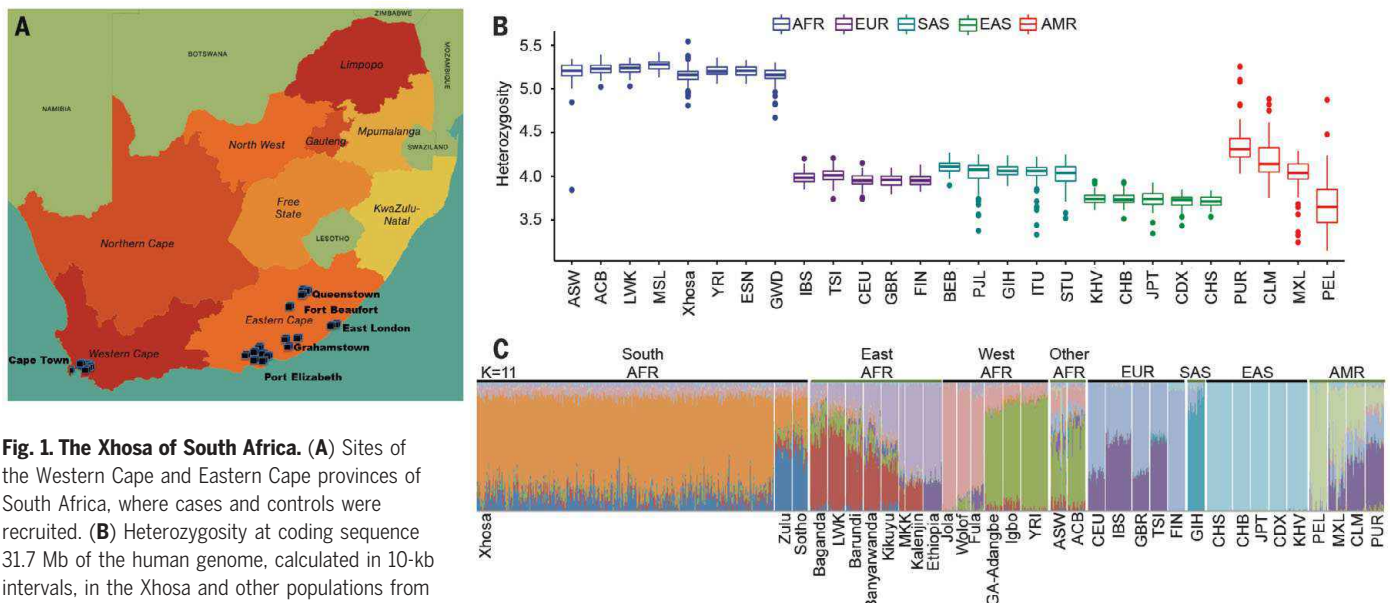 A
ZIMBABWE
BOTSWANA
MOZAMBIQUE
Limpopo
NAMIBIA
Mpumalanga
North West
Gauteng
SWAZILAND
Free
State
KwaZulu-
Natal
LESOTHO
Northern Cape
Queenstown
Fort Beaufort
Eastern Cape
East London
Grahamstown
Cape Town
Western Cape
Port Elizabeth
Fig. 1. The Xhosa of South Africa. (A) Sites of
the Western Cape and Eastern Cape provinces of
South Africa, where cases and controls were
recruited. (B) Heterozygosity at coding sequence
31.7 Mb of the human genome, calculated in 10-kb
intervals, in the Xhosa and other populations from
B
AFR EUR SAS EAS AMR
Heterozygosity
5.5
5.0
4.5
4.0
3.5
ASW ACB LWK MSL Xhosa YRI ESN GWD IBS TSI CEU GBR FIN BEB PJL GIH ITU STU KHV CHB JPT CDX CHS PUR CLM MXL PEL
C
South East West Other
K=11 AFR AFR AFR AFR EUR SAS EAS AMR
Xhosa Zulu Sotho Baganda LWK Barundi Banyarwanda Kikuyu MKK Kalenjin Ethiopia Jola Wolof Fula GA-Adangbe Igbo YRI ASW ACB CEU IBS GBR TSI FIN GIH CHS CHB JPT CDX KHV PEL MXL CLM PUR